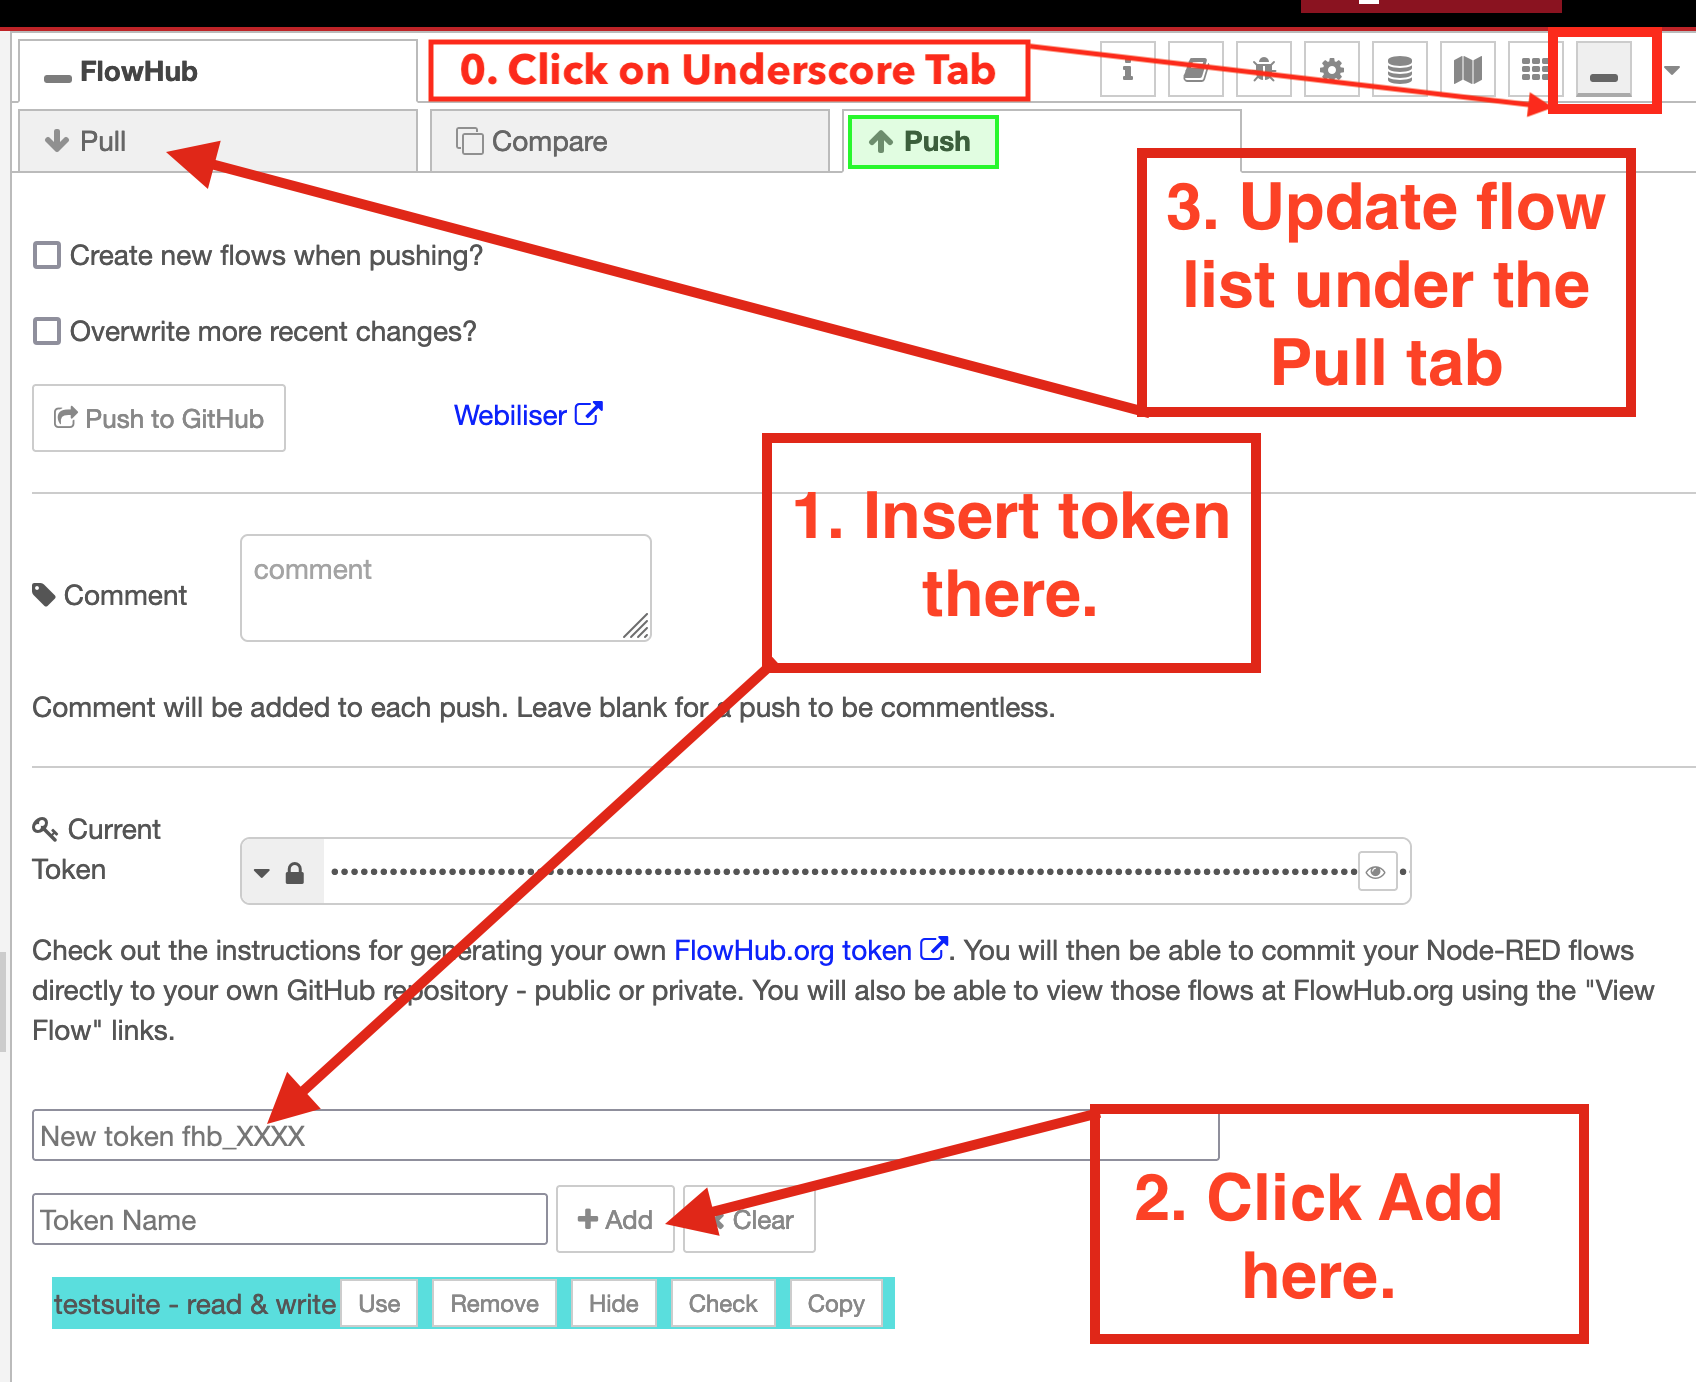 FlowHub
0. Click on Underscore Tab
Pull
Compare
Push
3. Update flow
list under the
Pull tab
Create new flows when pushing?
Overwrite more recent changes?
Push to GitHub
Webiliser
1. Insert token
there.
Comment
comment
Comment will be added to each push. Leave blank for a push to be commentless.
Current
Token
Check out the instructions for generating your own FlowHub.org token. You will then be able to commit your Node-RED flows
directly to your own GitHub repository - public or private. You will also be able to view those flows at FlowHub.org using the "View
Flow" links.
New token fhb_XXXX
Token Name
Add
Clear
2. Click Add
here.
testsuite - read & write
Use
Remove
Hide
Check
Copy